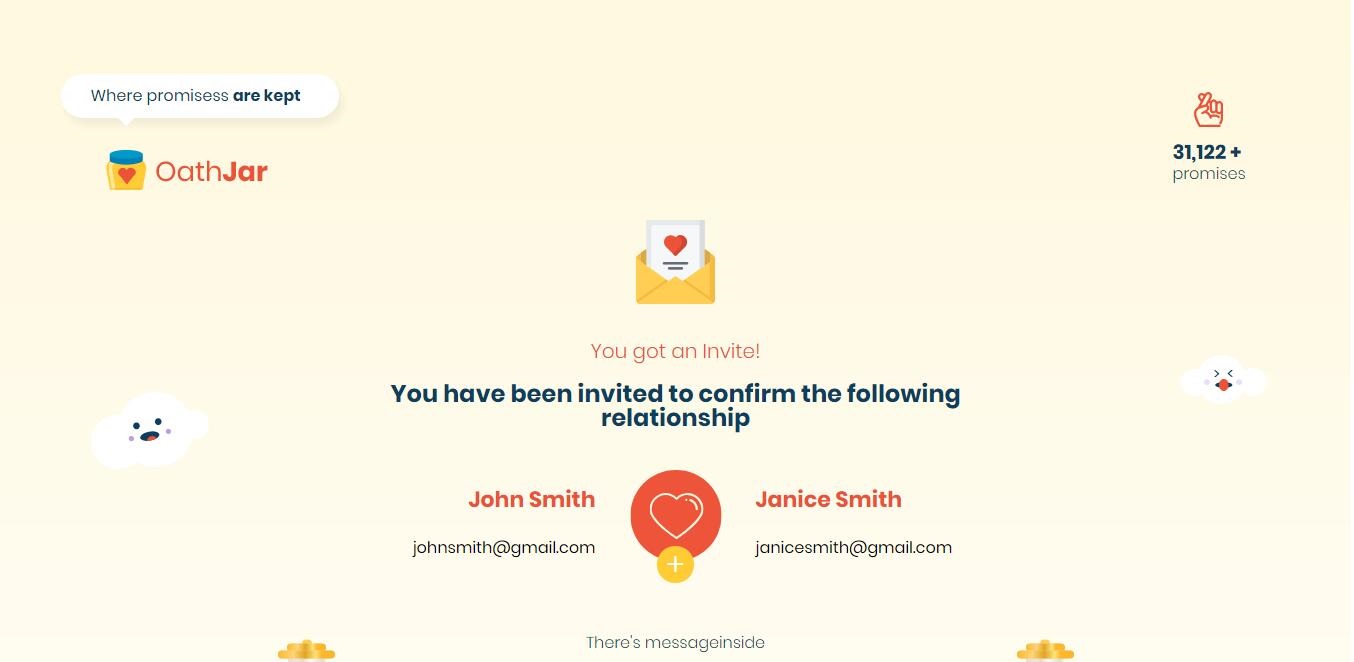 Where promisess are kept
OathJar
31,122 +
promises
You got an Invite!
You have been invited to confirm the following
relationship
John Smith
Janice Smith
johnsmith@gmail.com
janicesmith@gmail.com
There's messageinside